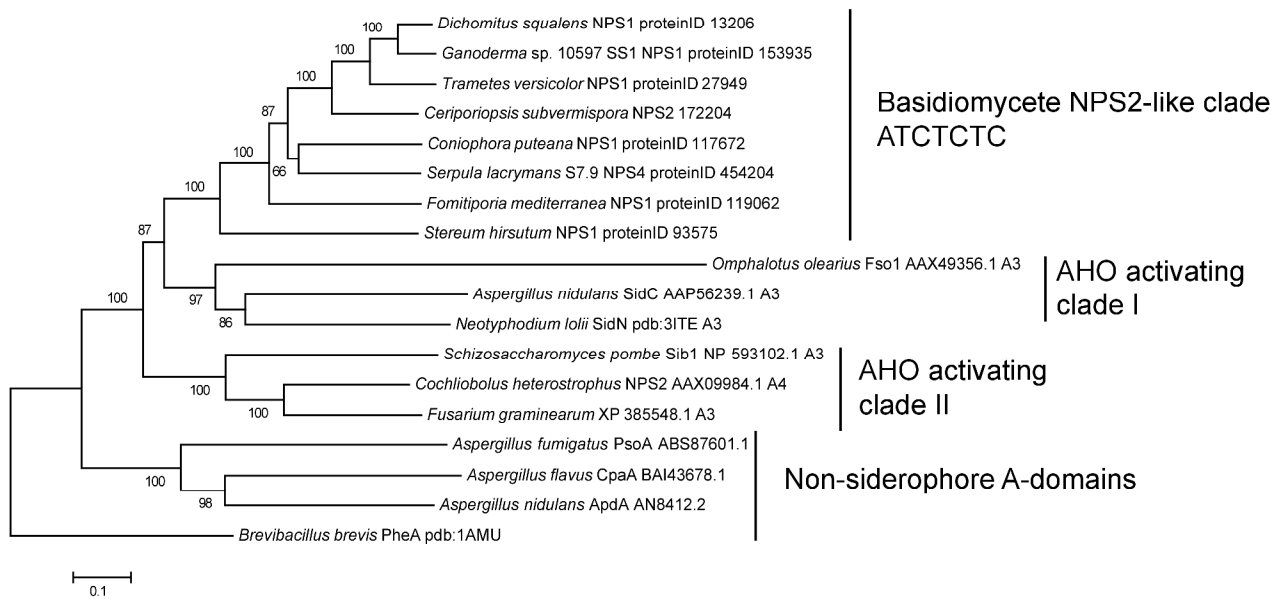 100
Dichomitus squalens NPS1 proteinID 13206
Ganoderma sp. 10597 SS1 NPS1 proteinID 153935
100
Trametes versicolor NPS1 proteinID 27949
100
Ceriporiopsis subvermispora NPS2 172204
87
Coniophora puteana NPS1 proteinID 117672
66
Serpula lacrymans S7.9 NPS4 proteinID 454204
100
Fomitiporia mediterranea NPS1 proteinID 119062
100
Stereum hirsutum NPS1 proteinID 93575
Basidiomycete NPS2-like clade
ATCTCTC
87
Omphalotus olearius Fso1 AAX49356.1 A3
97
Aspergillus nidulans SidC AAP56239.1 A3
86
Neotyphodium lolii SidN pdb:3ITE A3
AHO activating
clade I
100
Schizosaccharomyces pombe Sib1 NP 593102.1 A3
100
Cochliobolus heterostrophus NPS2 AAX09984.1 A4
100
Fusarium graminearum XP 385548.1 A3
AHO activating
clade II
Aspergillus fumigatus PsoA ABS87601.1
100
Aspergillus flavus CpaA BAI43678.1
98
Aspergillus nidulans ApdA AN8412.2
Non-siderophore A-domains
Brevibacillus brevis PheA pdb:1AMU
0.1